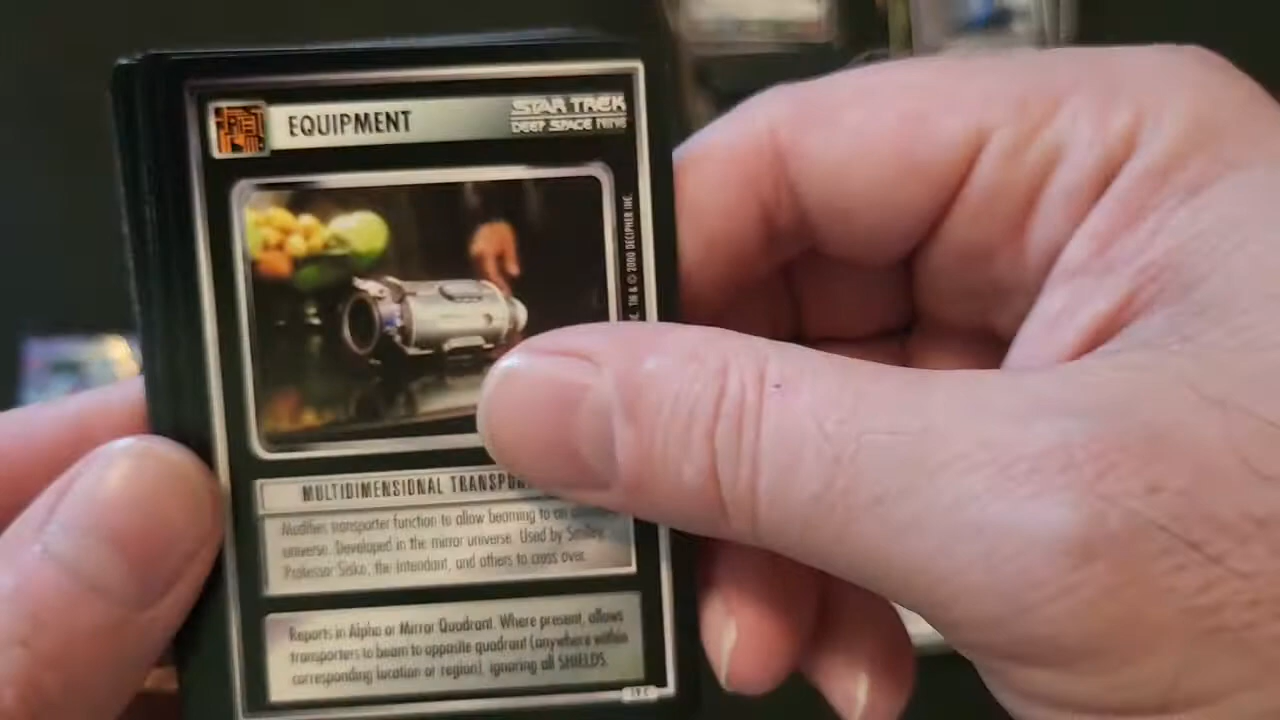 EQUIPMENT
STAR TREK
DEEP SPACE NINE
TM & © 2000 DECIPHER INC.
MULTIDIMENSIONAL
Modifies transporter function to allow beaming to
universe. Developed in the mirror universe. Used by Smiley,
Professor Sisko, the Intendant, and others to cross over.
Reports in Alpha or Mirror Quadrant. Where present, allows
transporters to beam to opposite quadrant (anywhere within
corresponding location or region), ignoring all SHIELDS.
19 C